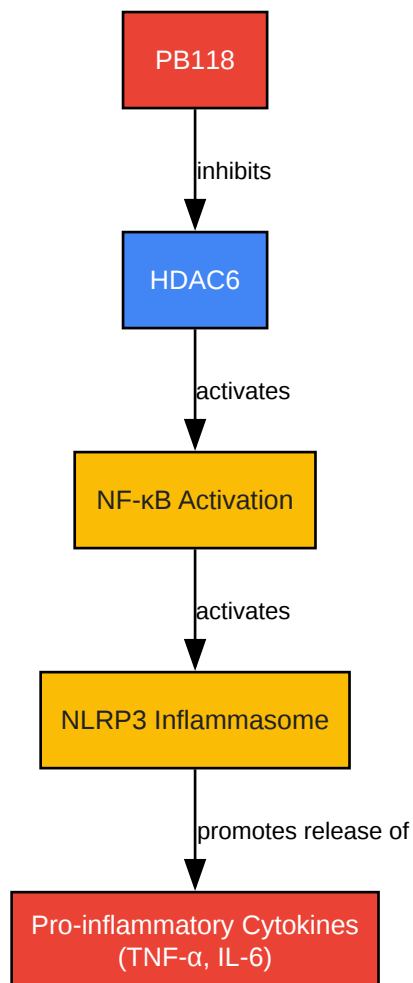 PB118
inhibits
HDAC6
activates
NF-κB Activation
activates
NLRP3 Inflammasome
promotes release of
Pro-inflammatory Cytokines
(TNF-α, IL-6)